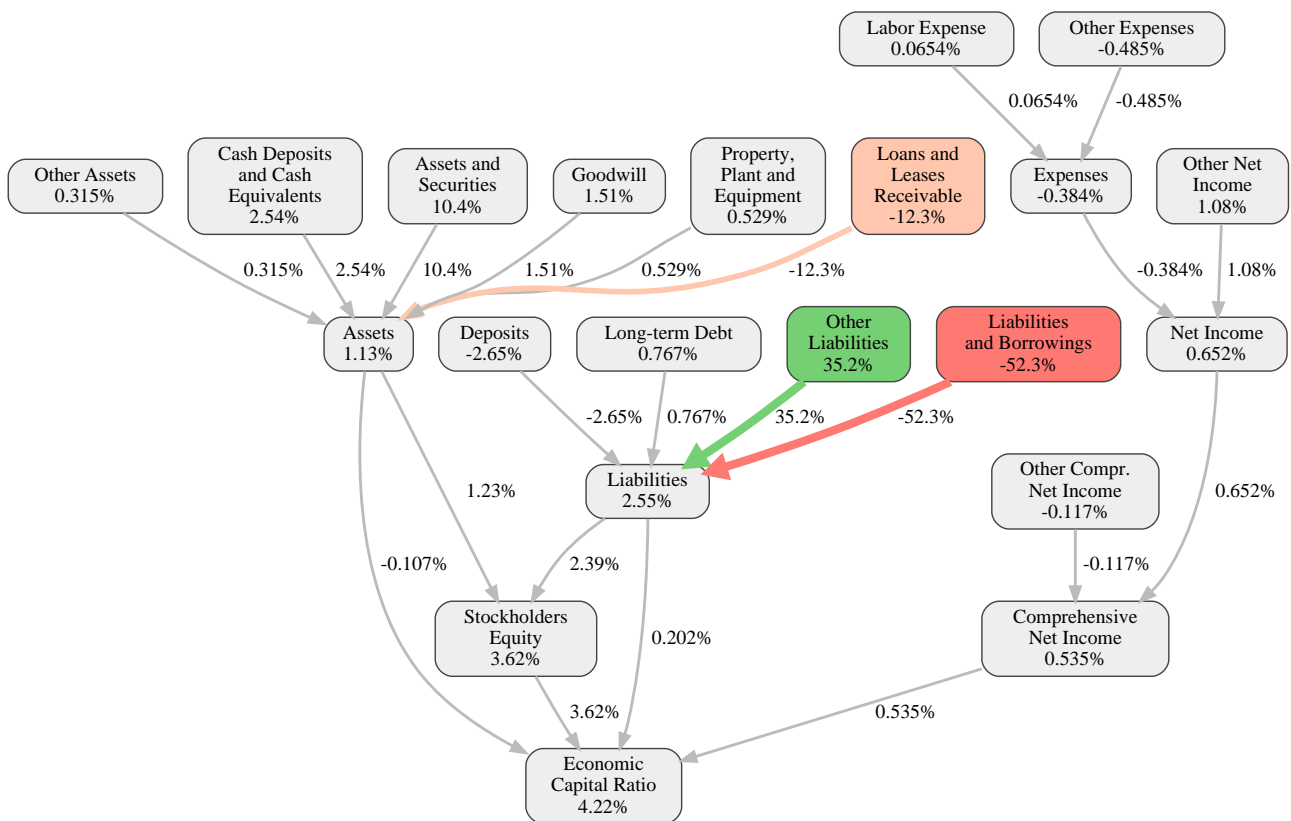 Labor Expense
0.0654%
Other Expenses
-0.485%
0.0654%
-0.485%
Other Assets
0.315%
Cash Deposits
and Cash
Equivalents
2.54%
Assets and
Securities
10.4%
Goodwill
1.51%
Property,
Plant and
Equipment
0.529%
Loans and
Leases
Receivable
-12.3%
Expenses
-0.384%
Other Net
Income
1.08%
0.315%
2.54%
10.4%
1.51%
0.529%
-12.3%
-0.384%
1.08%
Assets
1.13%
Deposits
-2.65%
Long-term Debt
0.767%
Other
Liabilities
35.2%
Liabilities
and Borrowings
-52.3%
Net Income
0.652%
-2.65%
0.767%
35.2%
-52.3%
Liabilities
2.55%
Other Compr.
Net Income
-0.117%
1.23%
0.652%
-0.107%
2.39%
-0.117%
Stockholders
Equity
3.62%
0.202%
Comprehensive
Net Income
0.535%
3.62%
0.535%
Economic
Capital Ratio
4.22%